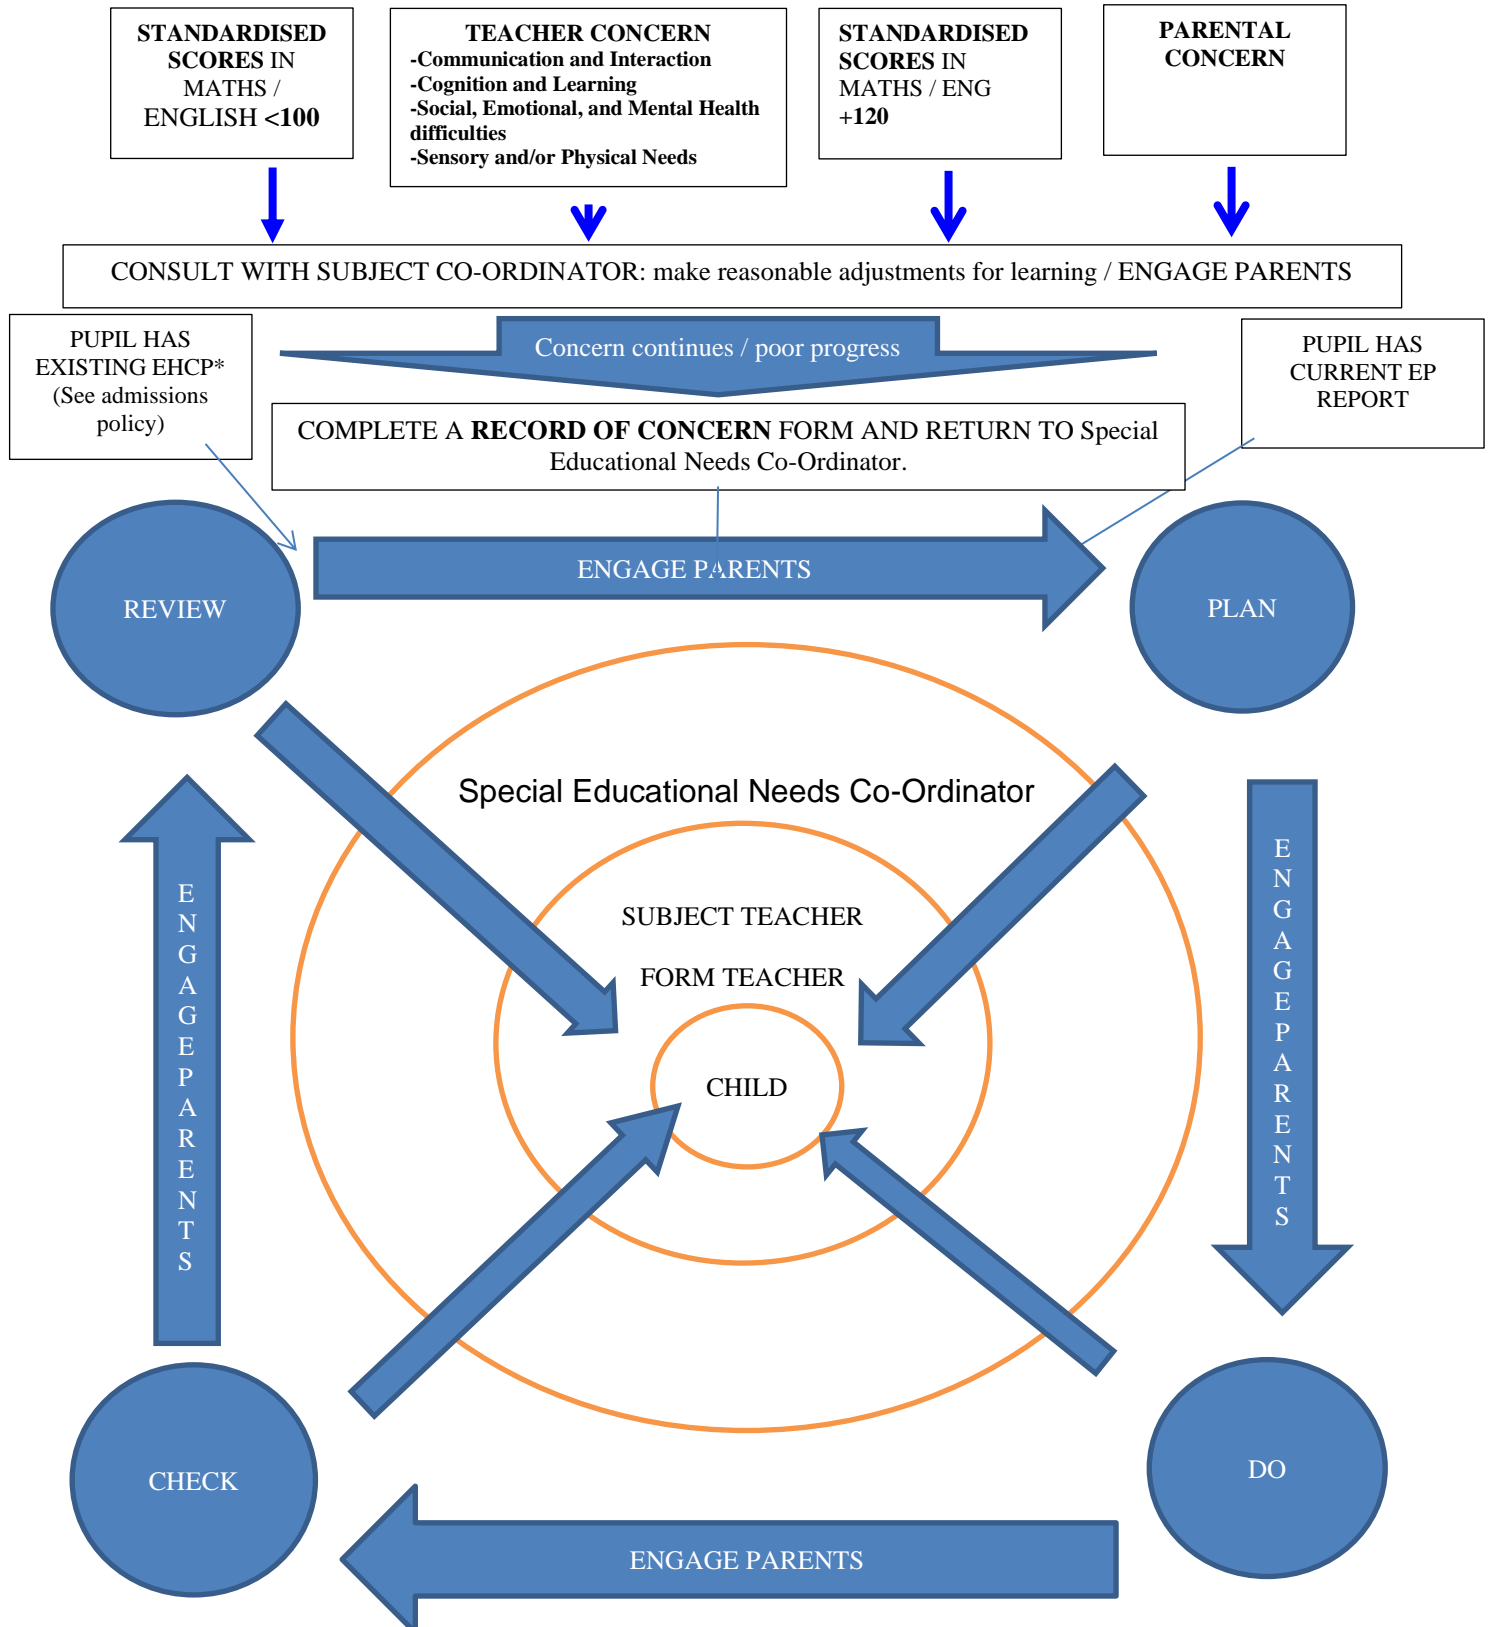 STANDARDISED
SCORES IN
MATHS /
ENGLISH <100
TEACHER CONCERN
-Communication and Interaction
-Cognition and Learning
-Social, Emotional, and Mental Health
difficulties
-Sensory and/or Physical Needs
STANDARDISED
SCORES IN
MATHS / ENG
+120
PARENTAL
CONCERN
CONSULT WITH SUBJECT CO-ORDINATOR: make reasonable adjustments for learning / ENGAGE PARENTS
PUPIL HAS
EXISTING EHCP*
(See admissions
policy)
Concern continues / poor progress
PUPIL HAS
CURRENT EP
REPORT
COMPLETE A RECORD OF CONCERN FORM AND RETURN TO Special
Educational Needs Co-Ordinator.
REVIEW
ENGAGE PARENTS
PLAN
Special Educational Needs Co-Ordinator
SUBJECT TEACHER
FORM TEACHER
CHILD
E
N
G
A
G
E
P
A
R
E
N
T
S
E
N
G
A
G
E
P
A
R
E
N
T
S
CHECK
DO
ENGAGE PARENTS